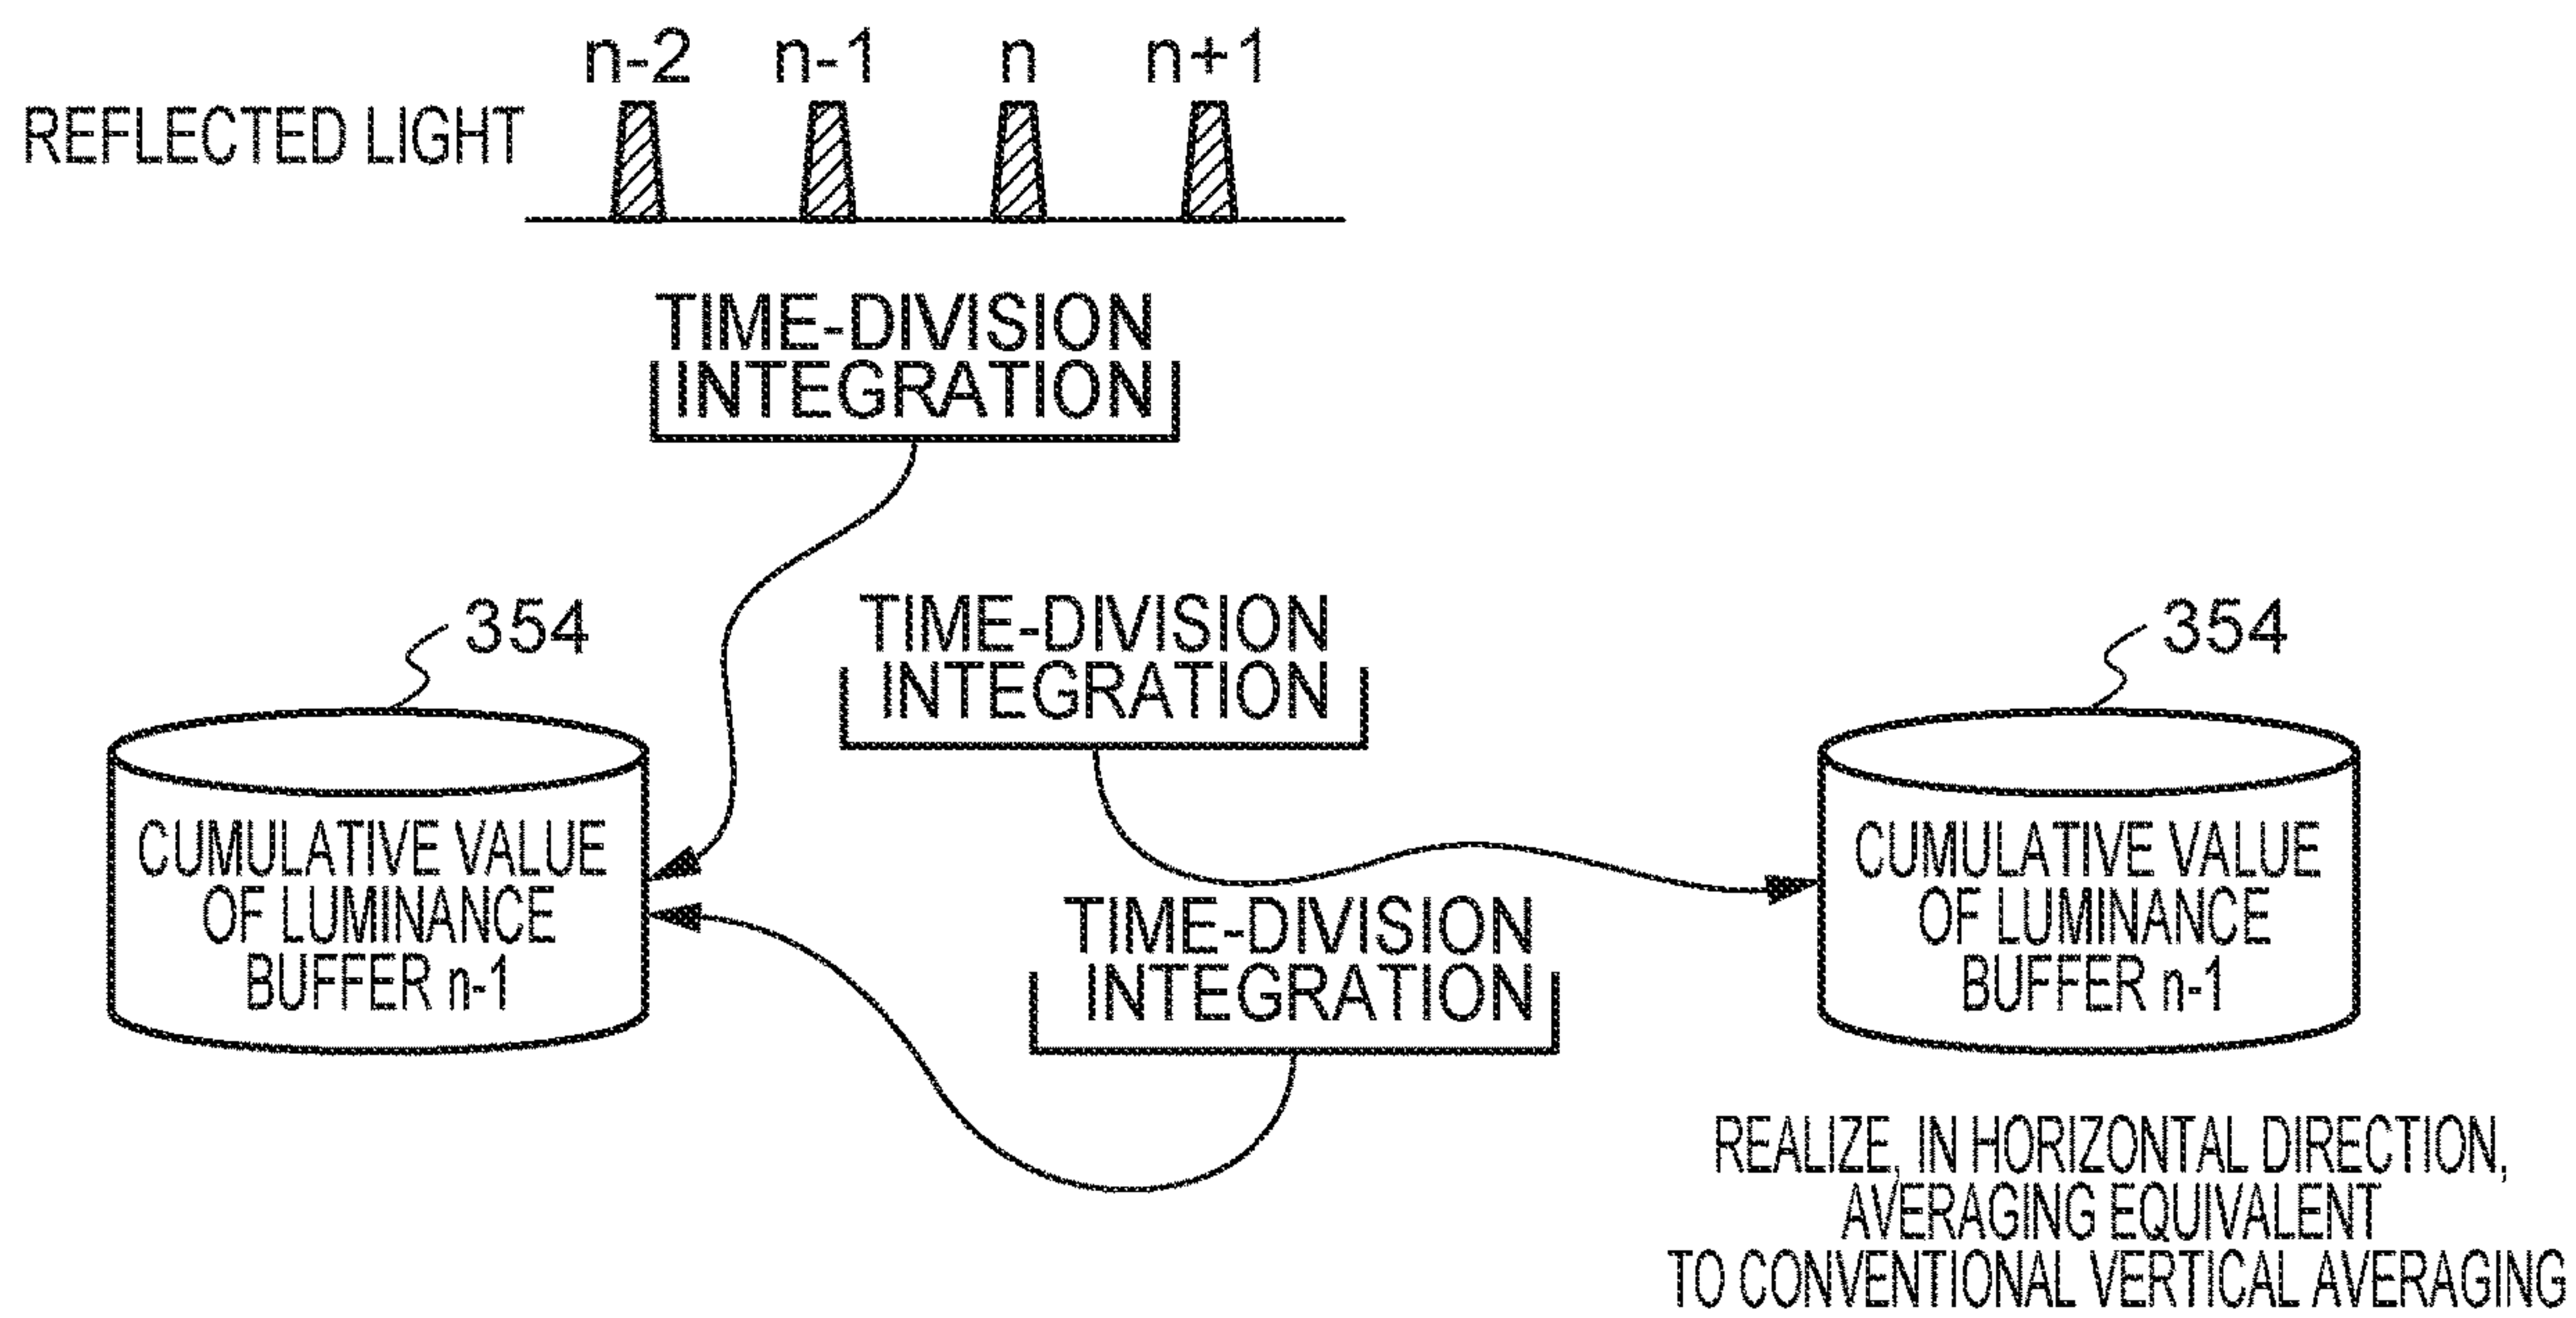 n-2 n-1 n n+1
REFLECTED LIGHT
TIME-DIVISION
INTEGRATION
354
TIME-DIVISION
INTEGRATION
354
CUMULATIVE VALUE
OF LUMINANCE
BUFFER n-1
TIME-DIVISION
INTEGRATION
CUMULATIVE VALUE
OF LUMINANCE
BUFFER n-1
REALIZE, IN HORIZONTAL DIRECTION,
AVERAGING EQUIVALENT
TO CONVENTIONAL VERTICAL AVERAGING